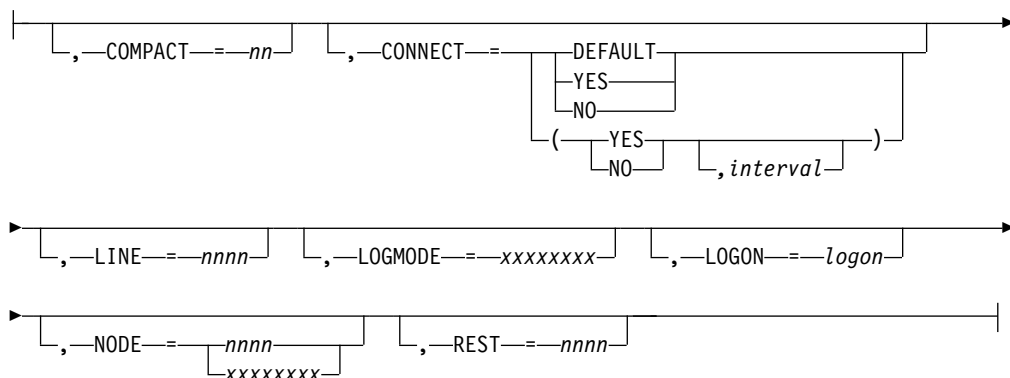 , COMPACT = nn , CONNECT = DEFAULT
YES
NO
( YES )
NO ,interval
, LINE = nnnn , LOGMODE = xxxxxxxx , LOGON = logon
, NODE = nnnn , REST = nnnn
xxxxxxxx